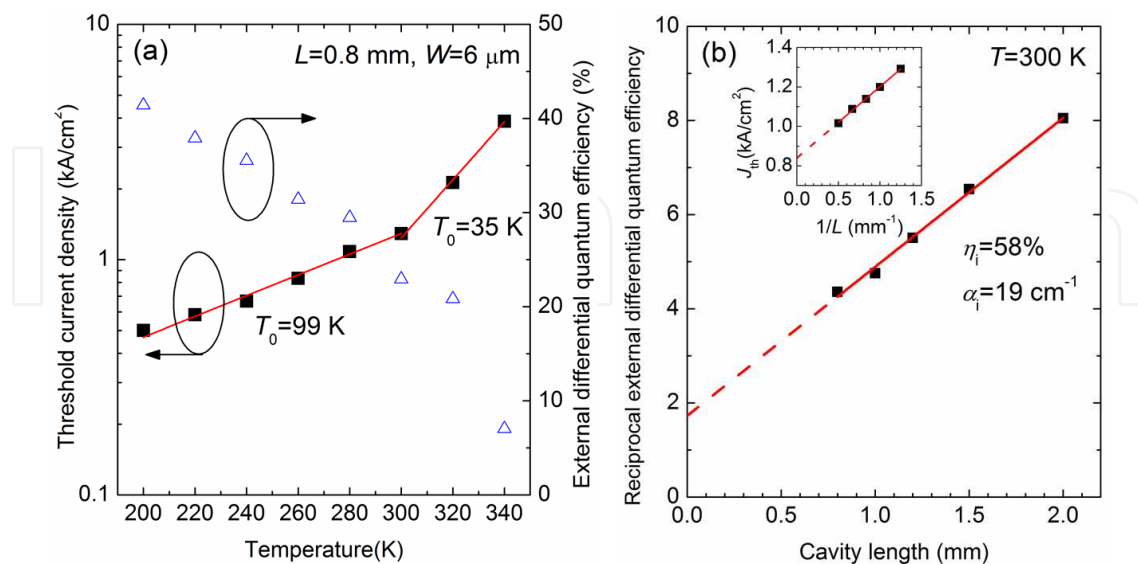 (a)
L=0.8 mm, W=6 μm
T0=35 K
T0=99 K
Threshold current density (kA/cm2)
10
1
0.1
External differential quantum efficiency (%)
50
40
30
20
10
0
200 220 240 260 280 300 320 340
Temperature(K)
(b)
T=300 K
Jth(kA/cm2)
1.4
1.2
1.0
0.8
0.0 0.5 1.0 1.5
1/L (mm-1)
ηi=58%
αi=19 cm-1
Reciprocal external differential quantum efficiency
10
8
6
4
2
0
0.0 0.5 1.0 1.5 2.0
Cavity length (mm)